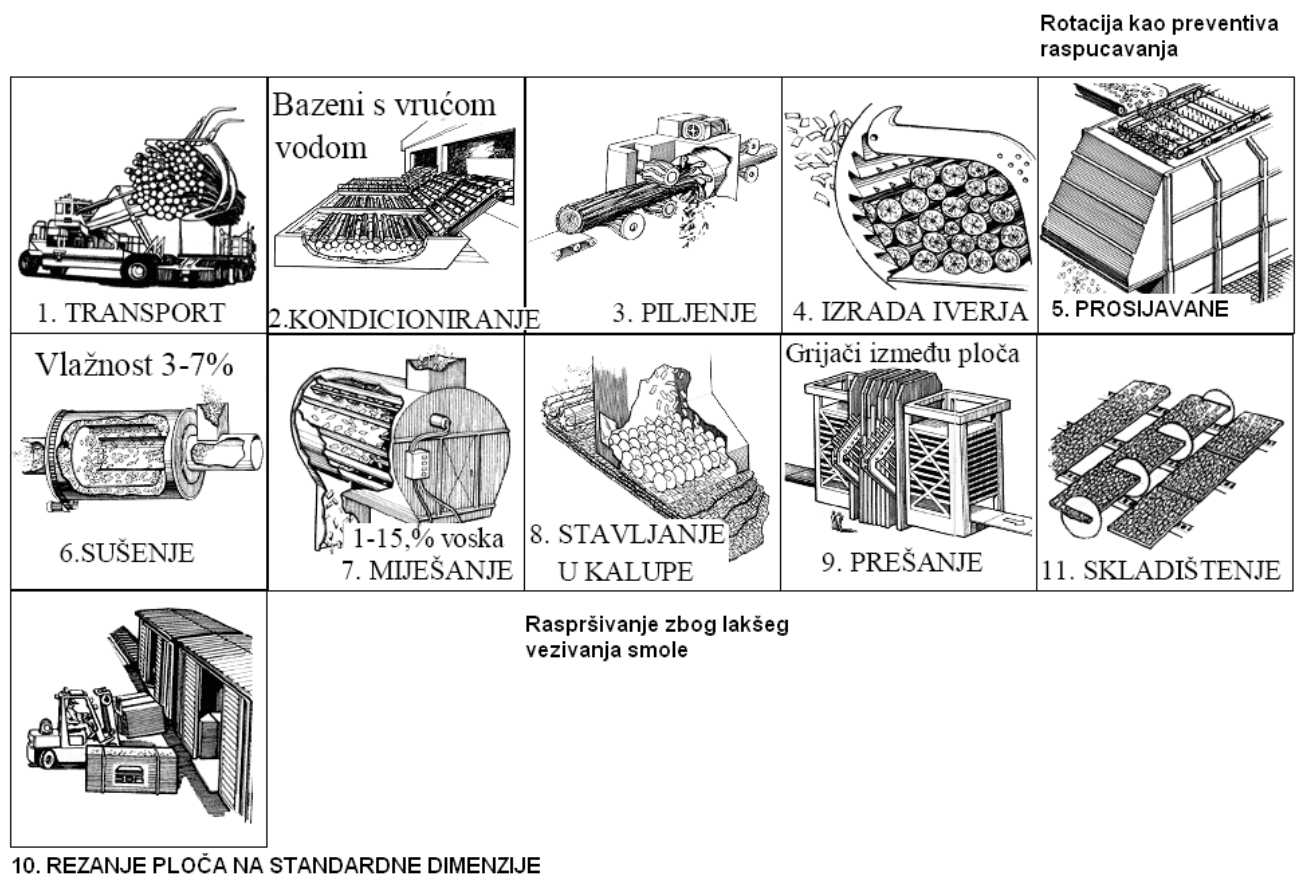 Rotacija kao preventiva
raspucavanja
Bazeni s vrućom
vodom
1. TRANSPORT
2.KONDICIONIRANJE
3. PILJENJE
4. IZRADA IVERJA
5. PROSIJAVANE
Vlažnost 3-7%
6.SUŠENJE
1-15,% voska
7. MIJEŠANJE
8. STAVLJANJE
U KALUPE
Grijači između ploča
9. PREŠANJE
11. SKLADIŠTENJE
Raspršivanje zbog lakšeg
vezivanja smole
10. REZANJE PLOČA NA STANDARDNE DIMENZIJE